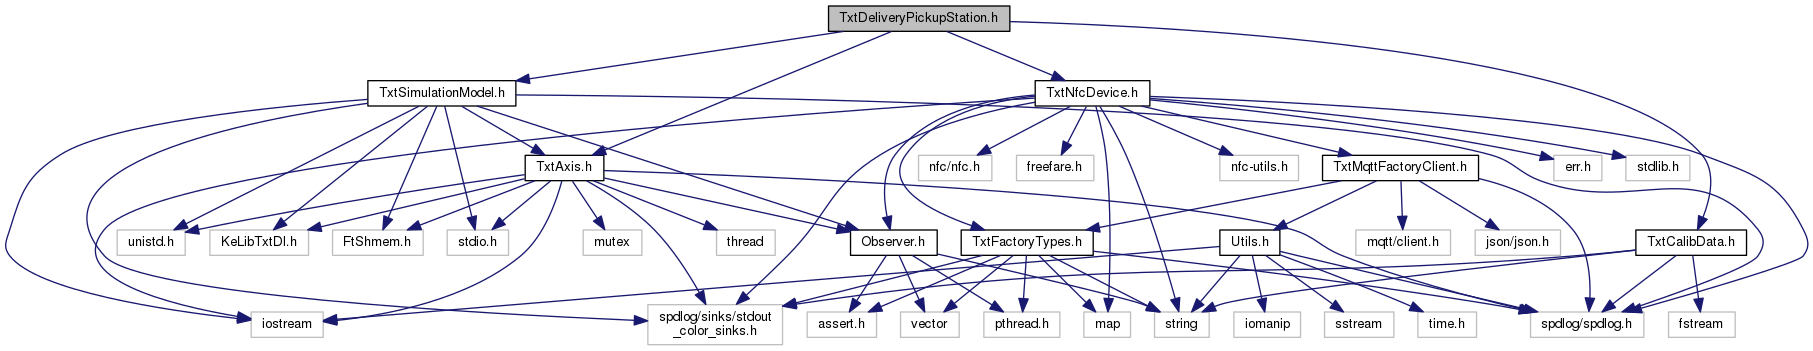 TxtDeliveryPickupStation.h
TxtSimulationModel.h
TxtNfcDevice.h
TxtAxis.h
nfc/nfc.h
freefare.h
nfc-utils.h
TxtMqttFactoryClient.h
err.h
stdlib.h
unistd.h
KeLibTxtDl.h
FtShmem.h
stdio.h
mutex
thread
Observer.h
TxtFactoryTypes.h
Utils.h
mqtt/client.h
json/json.h
TxtCalibData.h
iostream
spdlog/sinks/stdout
_color_sinks.h
assert.h
vector
pthread.h
map
string
iomanip
sstream
time.h
spdlog/spdlog.h
fstream